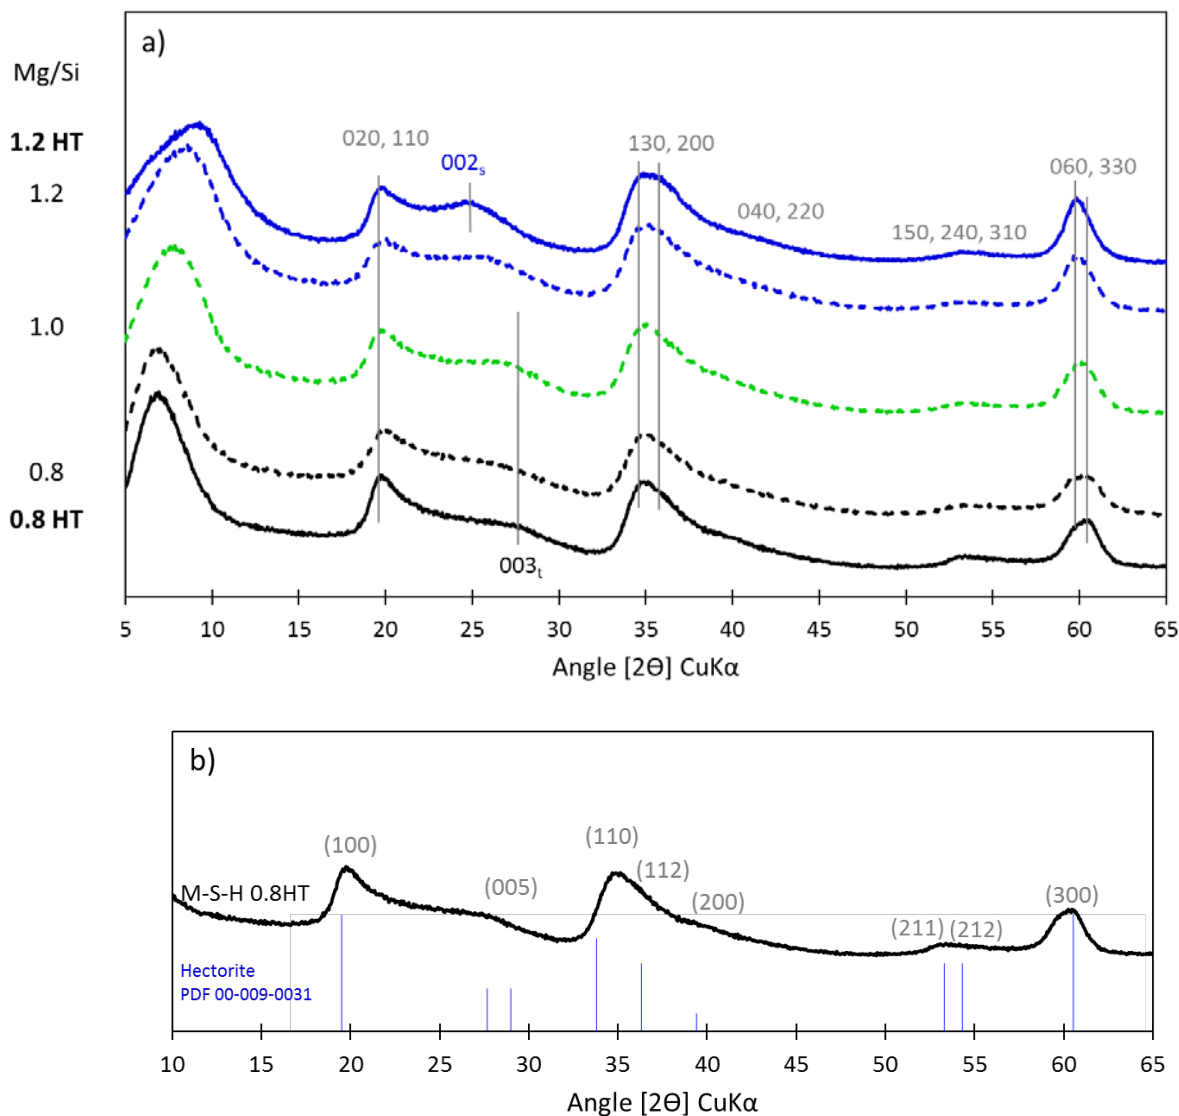 a)
Mg/Si
1.2 HT
1.2
1.0
0.8
0.8 HT
020, 110
002s
130, 200
040, 220
150, 240, 310
060, 330
003t
5 10 15 20 25 30 35 40 45 50 55 60 65
Angle [2ϴ] CuKα
b)
(100)
(005)
(110)
(112)
(200)
(211) (212)
(300)
M-S-H 0.8HT
Hectorite
PDF 00-009-0031
10 15 20 25 30 35 40 45 50 55 60 65
Angle [2ϴ] CuKα